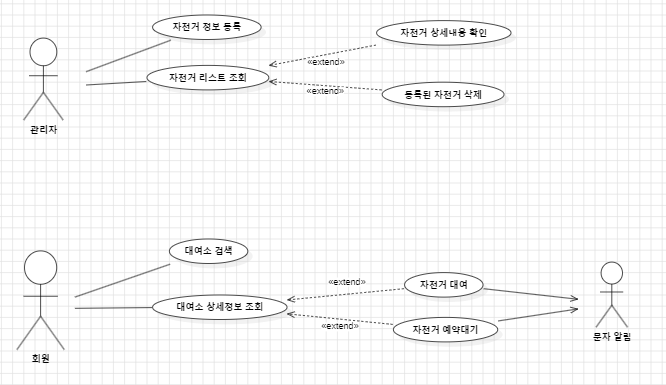 자전거 정보 등록
자전거 상세내용 확인
«extend»
자전거 리스트 조회
«extend»
등록된 자전거 삭제
관리자
대여소 검색
«extend»
자전거 대여
대여소 상세정보 조회
«extend»
자전거 예약대기
문자 알림
회원